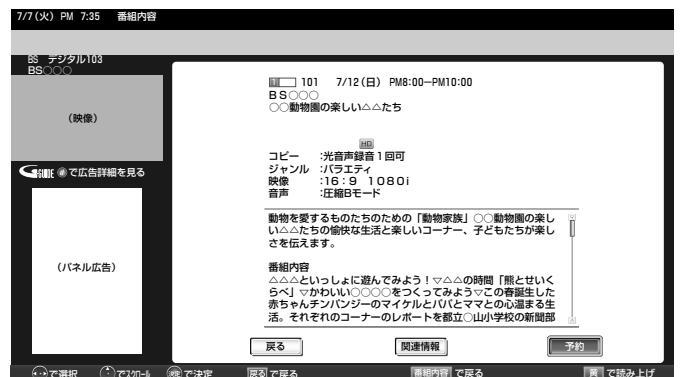 7/7(火) PM 7:35 番組内容
BS デジタル103
BS○○○
(映像)
GGUIDE で広告詳細を見る
(パネル広告)
101 7/12(日) PM8:00-PM10:00
BS○○○
○○動物園の楽しい△△たち
HD
コピー :光音声録音1回可
ジャンル :バラエティ
映像 :16:9 1080i
音声 :圧縮Bモード
動物を愛するものたちのための「動物家族」○○動物園の楽し
い△△たちの愉快な生活と楽しいコーナー、子どもたちが楽し
さを伝えます。
番組内容
△△△といっしょに遊んでみよう!▽△△の時間「熊とせいく
らべ」▽かわいい○○○○をつくってみよう▽この春誕生した
赤ちゃんチンパンジーのマイケルとパパとママとの心温まる生
活。それぞれのコーナーのレポートを都立○山小学校の新聞部
戻る 関連情報 予約
で選択 でスクロール 決定 で決定 戻る で戻る 番組内容 で戻る 黄 で読み上げ